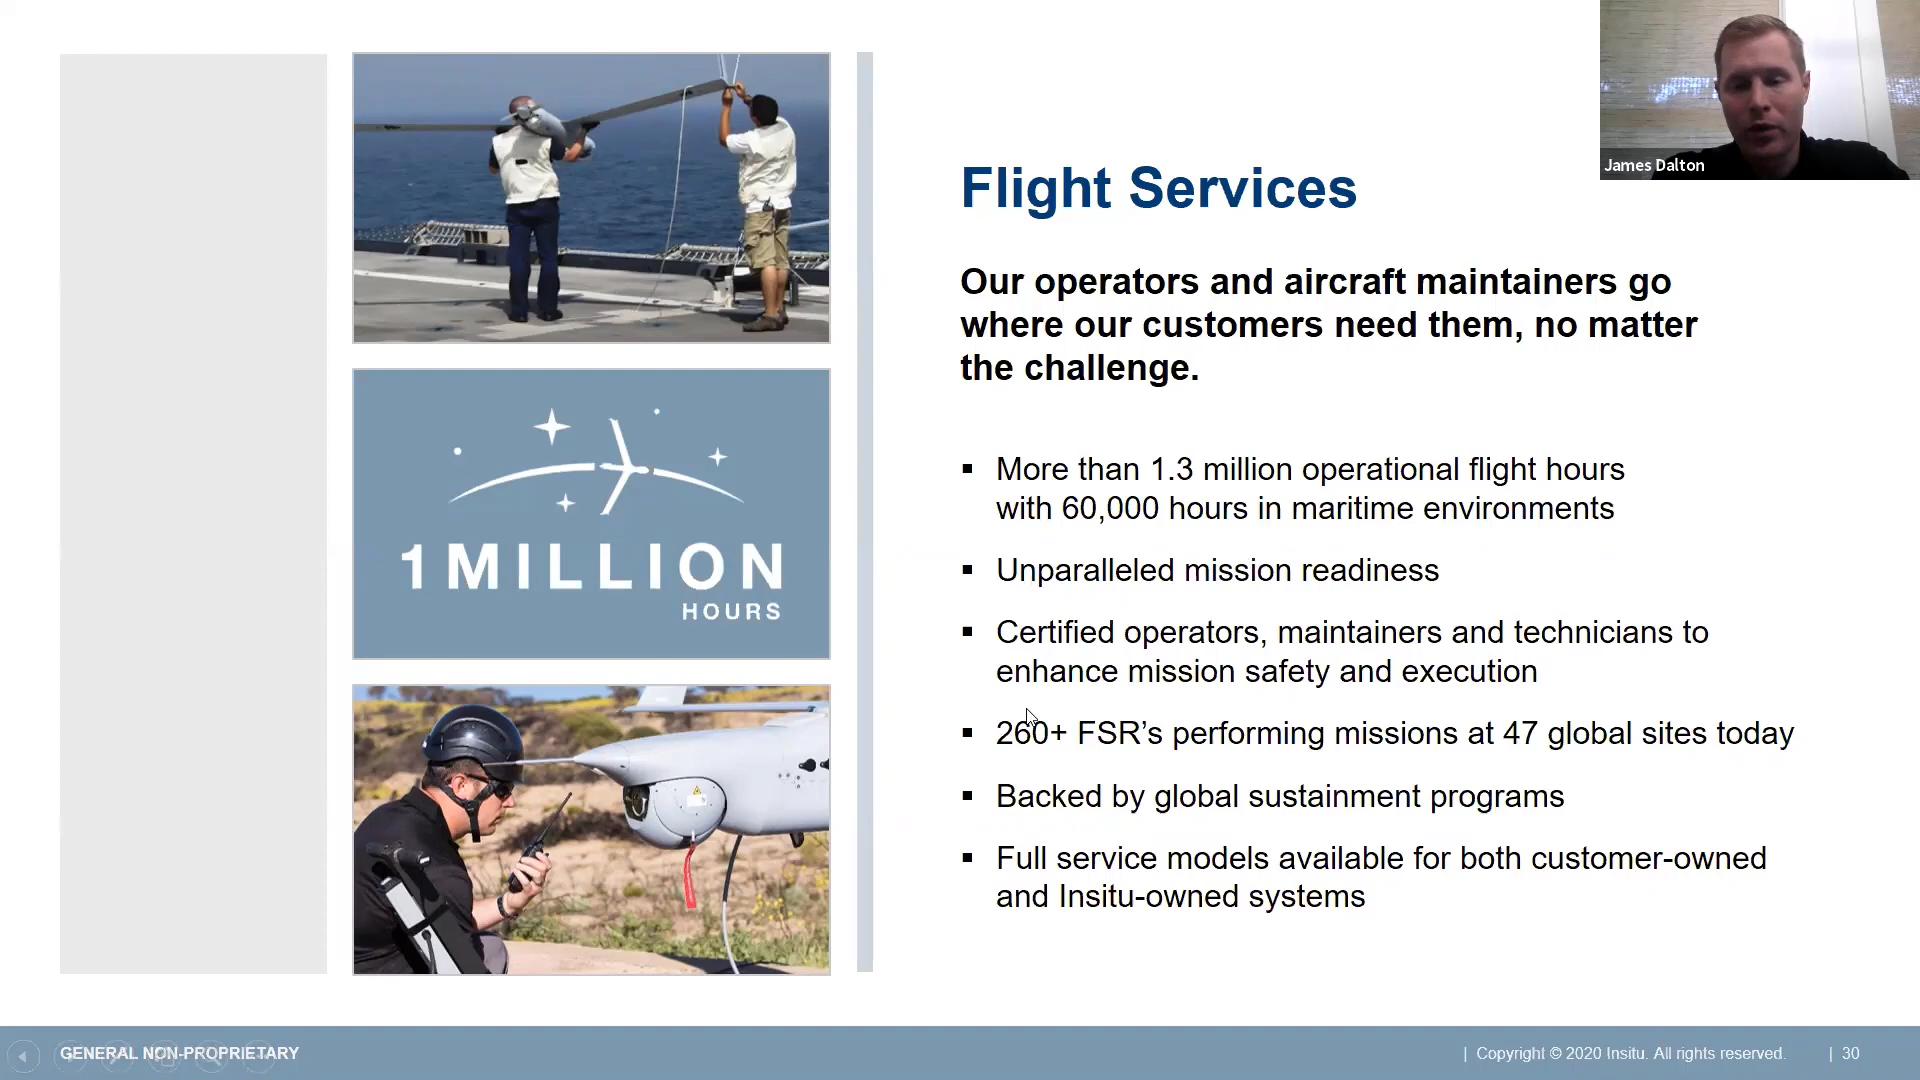 James Dalton
Flight Services
Our operators and aircraft maintainers go
where our customers need them, no matter
the challenge.
1 MILLION
HOURS
▪ More than 1.3 million operational flight hours
with 60,000 hours in maritime environments
▪ Unparalleled mission readiness
▪ Certified operators, maintainers and technicians to
enhance mission safety and execution
▪ 260+ FSR’s performing missions at 47 global sites today
▪ Backed by global sustainment programs
▪ Full service models available for both customer-owned
and Insitu-owned systems
GENERAL NON-PROPRIETARY
| Copyright © 2020 Insitu. All rights reserved. | 30